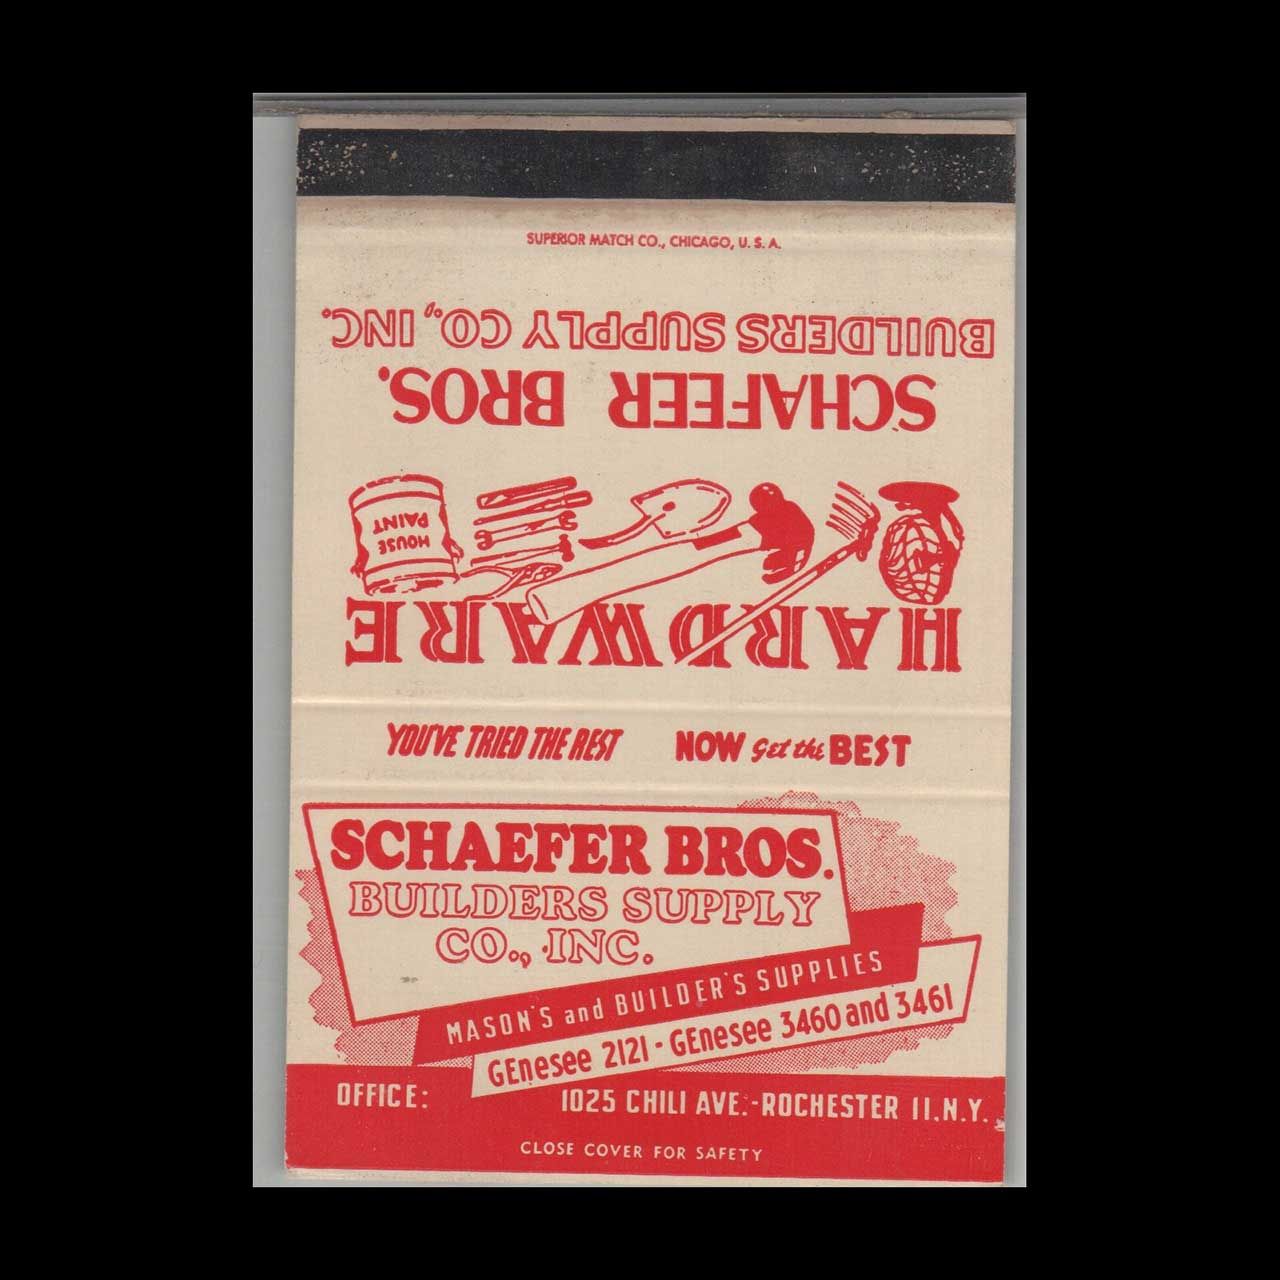 SUPERIOR MATCH CO., CHICAGO, U. S. A.
HARDWARE
HOUSE
PAINT
SCHAFEER BROS.
BUILDERS SUPPLY CO., INC.
YOU'VE TRIED THE REST NOW Get the BEST
SCHAEFER BROS.
BUILDERS SUPPLY
CO., INC.
MASON'S and BUILDER'S SUPPLIES
GEnesee 2121 - GEnesee 3460 and 3461
OFFICE: 1025 CHILI AVE.-ROCHESTER 11, N.Y.
CLOSE COVER FOR SAFETY